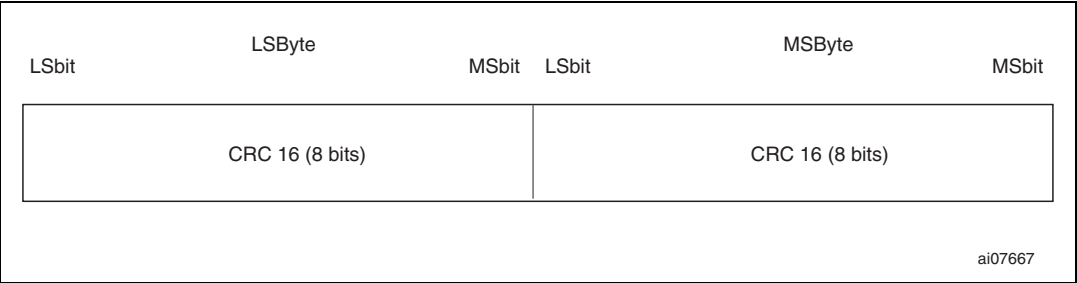 LSByte MSByte
LSbit MSbit LSbit MSbit
CRC 16 (8 bits) CRC 16 (8 bits)
ai07667